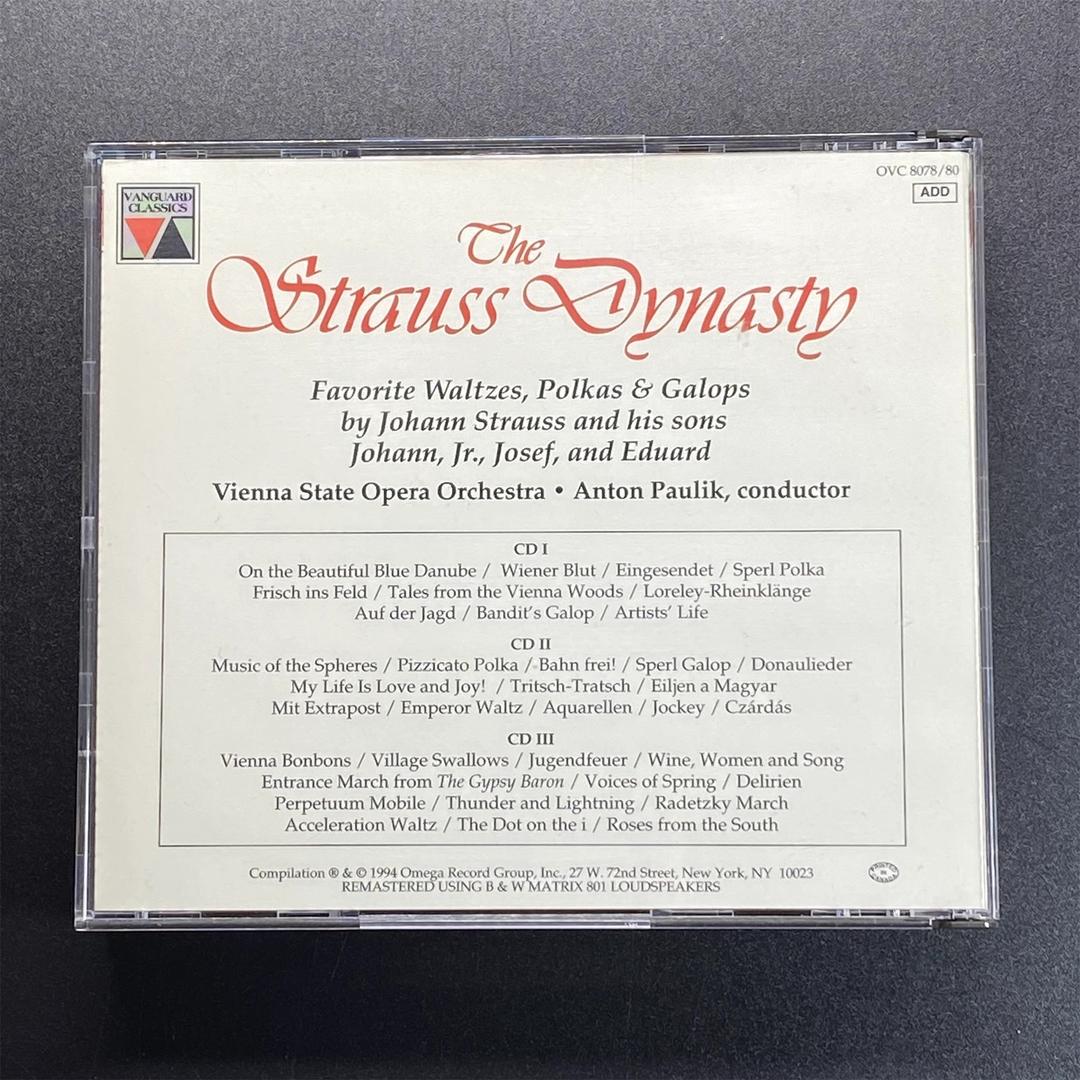 OVC 8078/80
ADD
VANGUARD
CLASSICS
The
Strauss Dynasty
Favorite Waltzes, Polkas & Galops
by Johann Strauss and his sons
Johann, Jr., Josef, and Eduard
Vienna State Opera Orchestra • Anton Paulik, conductor
CD I
On the Beautiful Blue Danube / Wiener Blut / Eingesendet / Sperl Polka
Frisch ins Feld / Tales from the Vienna Woods / Loreley-Rheinklänge
Auf der Jagd / Bandit's Galop / Artists' Life
CD II
Music of the Spheres / Pizzicato Polka / Bahn frei! / Sperl Galop / Donaulieder
My Life Is Love and Joy! / Tritsch-Tratsch / Eiljen a Magyar
Mit Extrapost / Emperor Waltz / Aquarellen / Jockey / Czárdás
CD III
Vienna Bonbons / Village Swallows / Jugendfeuer / Wine, Women and Song
Entrance March from The Gypsy Baron / Voices of Spring / Delirien
Perpetuum Mobile / Thunder and Lightning / Radetzky March
Acceleration Waltz / The Dot on the i / Roses from the South
Compilation ® & © 1994 Omega Record Group, Inc., 27 W. 72nd Street, New York, NY 10023
REMASTERED USING B & W MATRIX 801 LOUDSPEAKERS
PRINTED
IN
CANADA